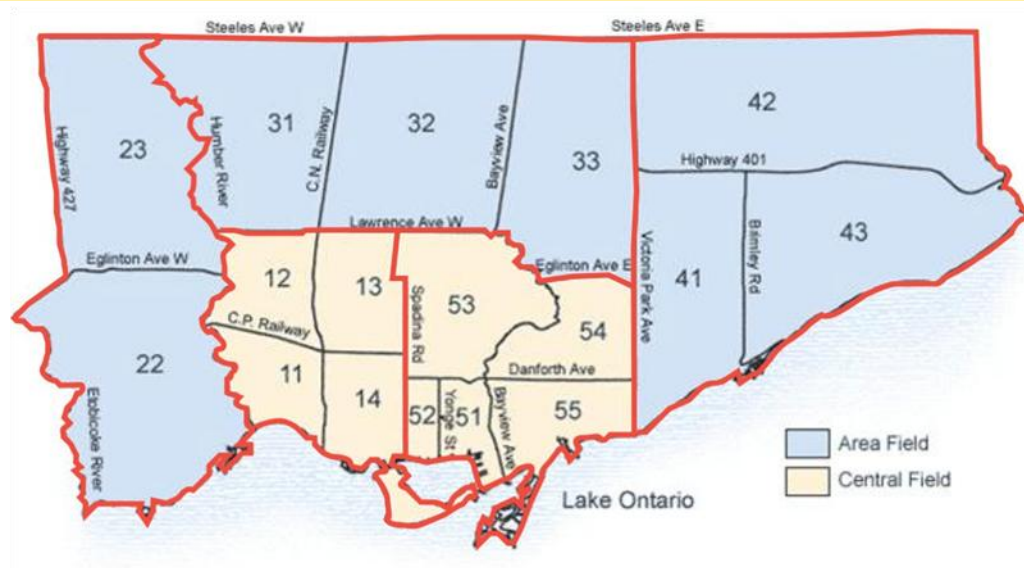 Steeles Ave W
Steeles Ave E
42
31
32
23
33
Highway 427
Humber River
C.N. Railway
Bayview Ave
Highway 401
Lawrence Ave W
43
Eglinton Ave W
Eglinton Ave E
Victoria Park Ave
Brimley Rd
12
13
53
41
Spadina Rd
C.P. Railway
54
22
11
Danforth Ave
14
52
Yonge St
51
Bayview Ave
55
Etobicoke River
Area Field
Central Field
Lake Ontario